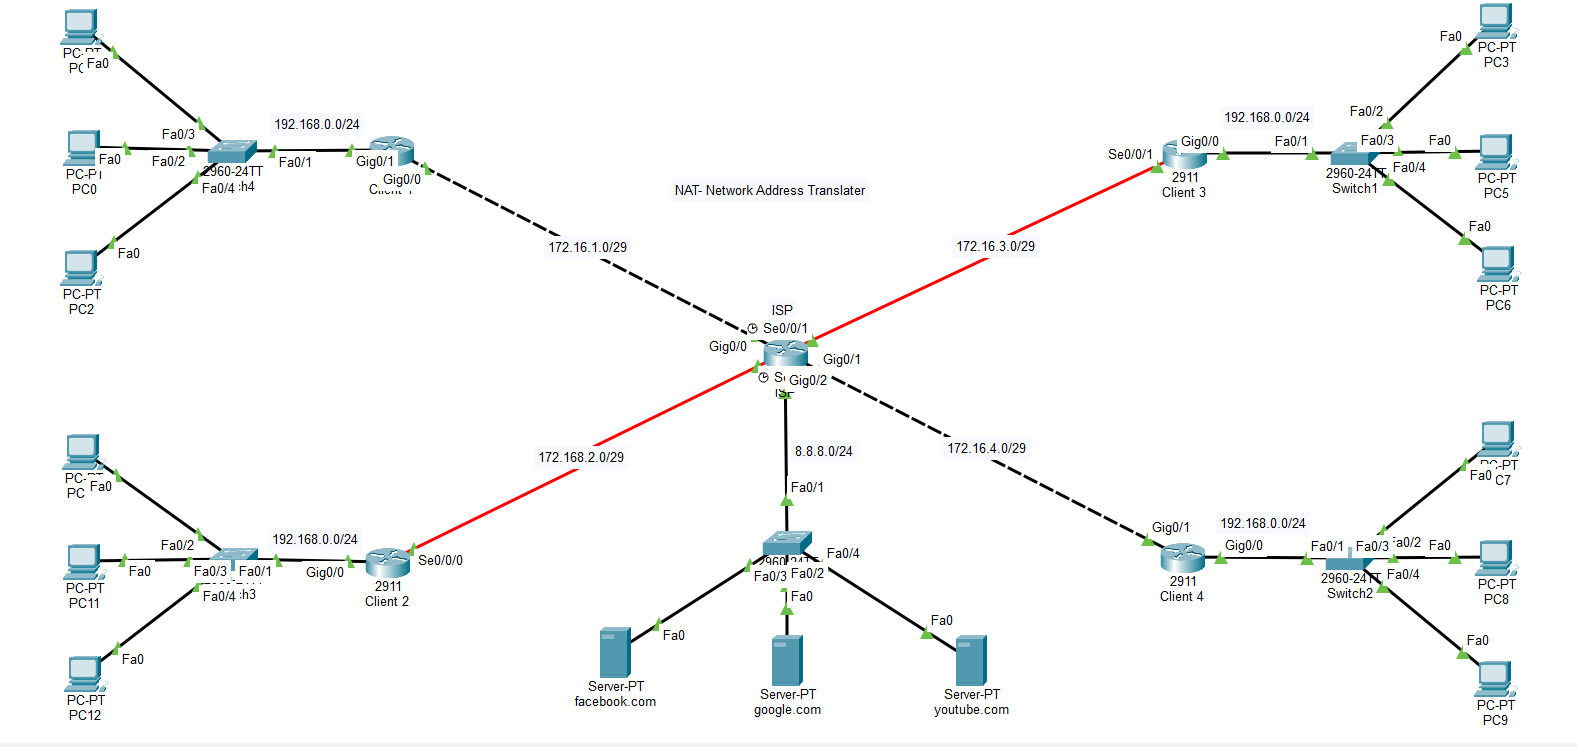 PC-PT
Fa0
Fa0/3
192.168.0.0/24
Fa0
PC0
Fa0/2
2960-24TT
Fa0/1
Gig0/1
Gig0/0
Fa0/4
Fa0
PC-PT
PC2
NAT- Network Address Translater
172.16.1.0/29
Fa0
PC-PT
PC3
Fa0/2
192.168.0.0/24
Se0/0/1
Gig0/0
Fa0/1
Fa0/3
Fa0
2911
Client 3
2960-24TT
Switch1
Fa0/4
PC-PT
PC5
Fa0
PC-PT
PC6
172.16.3.0/29
ISP
Se0/0/1
Gig0/0
Gig0/1
Gig0/2
172.168.2.0/29
8.8.8.0/24
172.16.4.0/29
Fa0
Fa0/2
192.168.0.0/24
Fa0
Fa0/3
Fa0/1
Gig0/0
Se0/0/0
PC-PT
PC11
Fa0/4
2911
Client 2
Fa0
PC-PT
PC12
Fa0/1
Fa0/4
Fa0/3
Fa0/2
Fa0
Fa0
Fa0
Server-PT
facebook.com
Server-PT
google.com
Server-PT
youtube.com
PC-PT
Fa0
Gig0/1
192.168.0.0/24
Gig0/0
Fa0/1
Fa0/3
Fa0
2911
Client 4
2960-24TT
Switch2
Fa0/4
PC-PT
PC8
Fa0
PC-PT
PC9